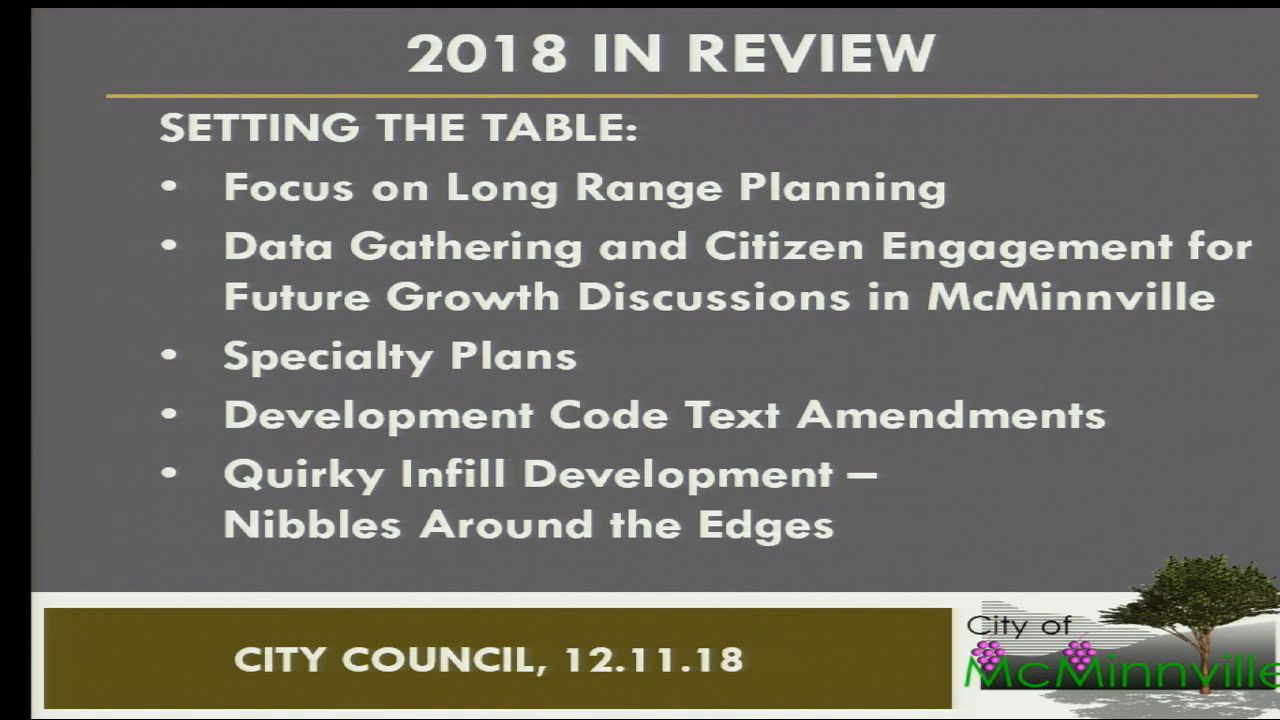 2018 IN REVIEW
SETTING THE TABLE:
• Focus on Long Range Planning
• Data Gathering and Citizen Engagement for
Future Growth Discussions in McMinnville
• Specialty Plans
• Development Code Text Amendments
• Quirky Infill Development –
Nibbles Around the Edges
CITY COUNCIL, 12.11.18
City of
McMinnville